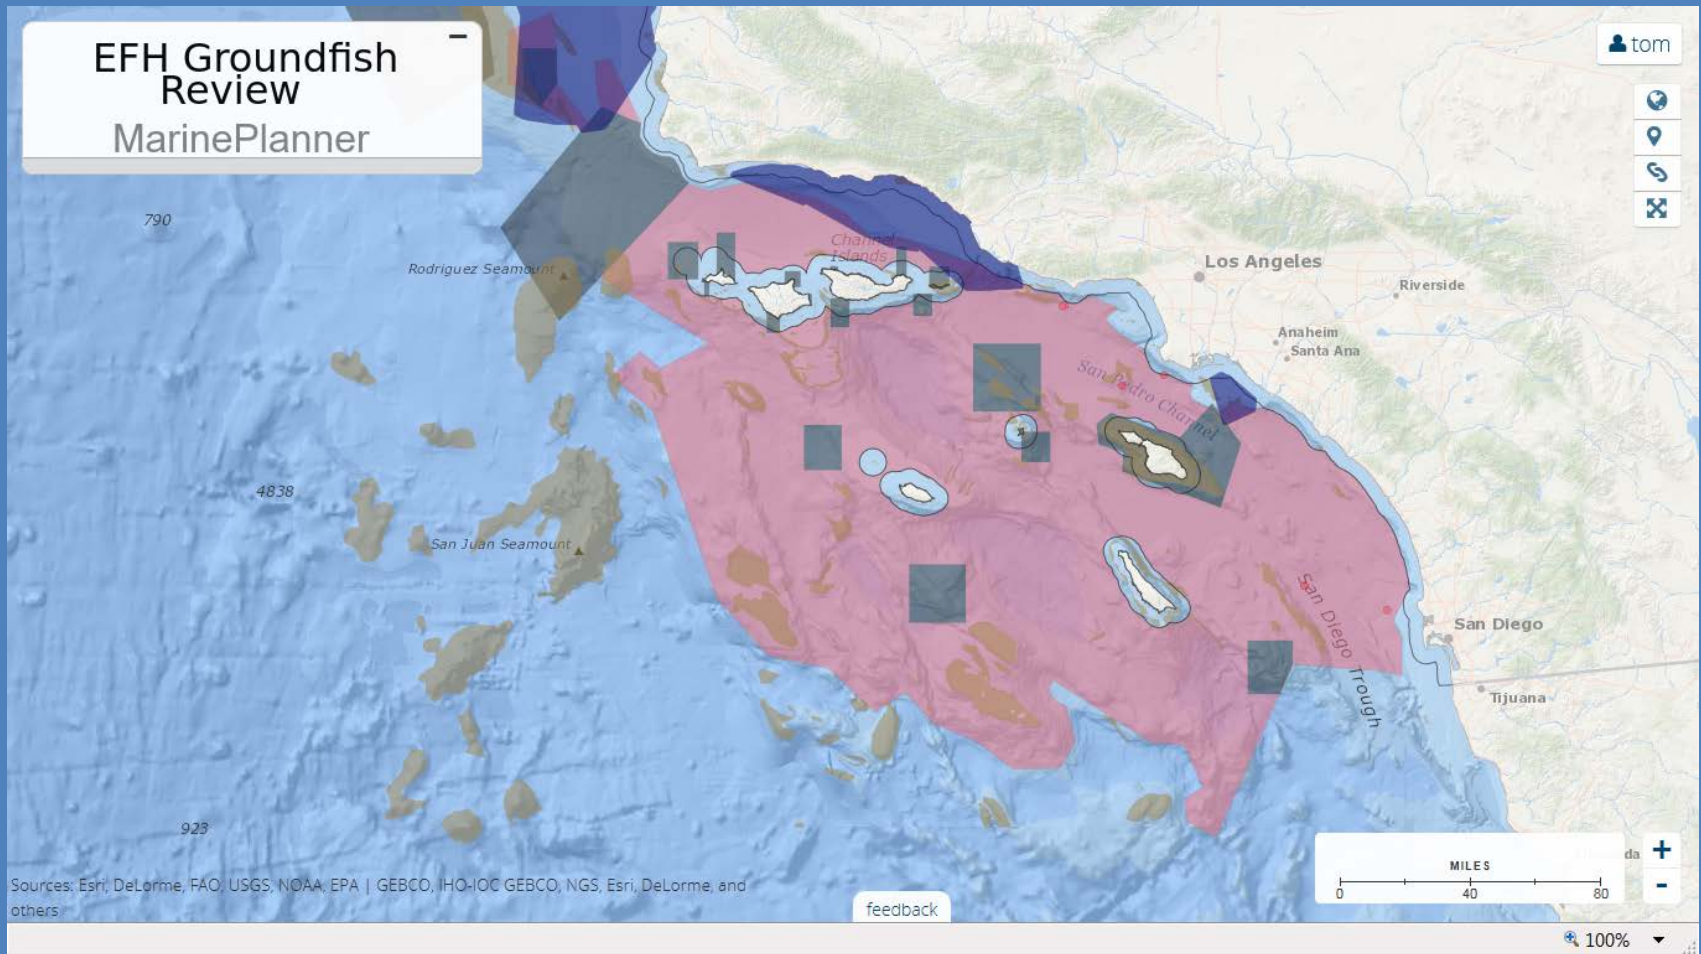 EFH Groundfish
Review
MarinePlanner
tom
790
Rodriguez Seamount
Channel
Islands
Los Angeles
Riverside
Anaheim
Santa Ana
San Pedro Channel
4838
San Juan Seamount
San Diego Trough
San Diego
Tijuana
923
MILES
0 40 80
da
Sources: Esri, DeLorme, FAO, USGS, NOAA, EPA | GEBCO, IHO-IOC GEBCO, NGS, Esri, DeLorme, and
others
feedback
+
-
100%